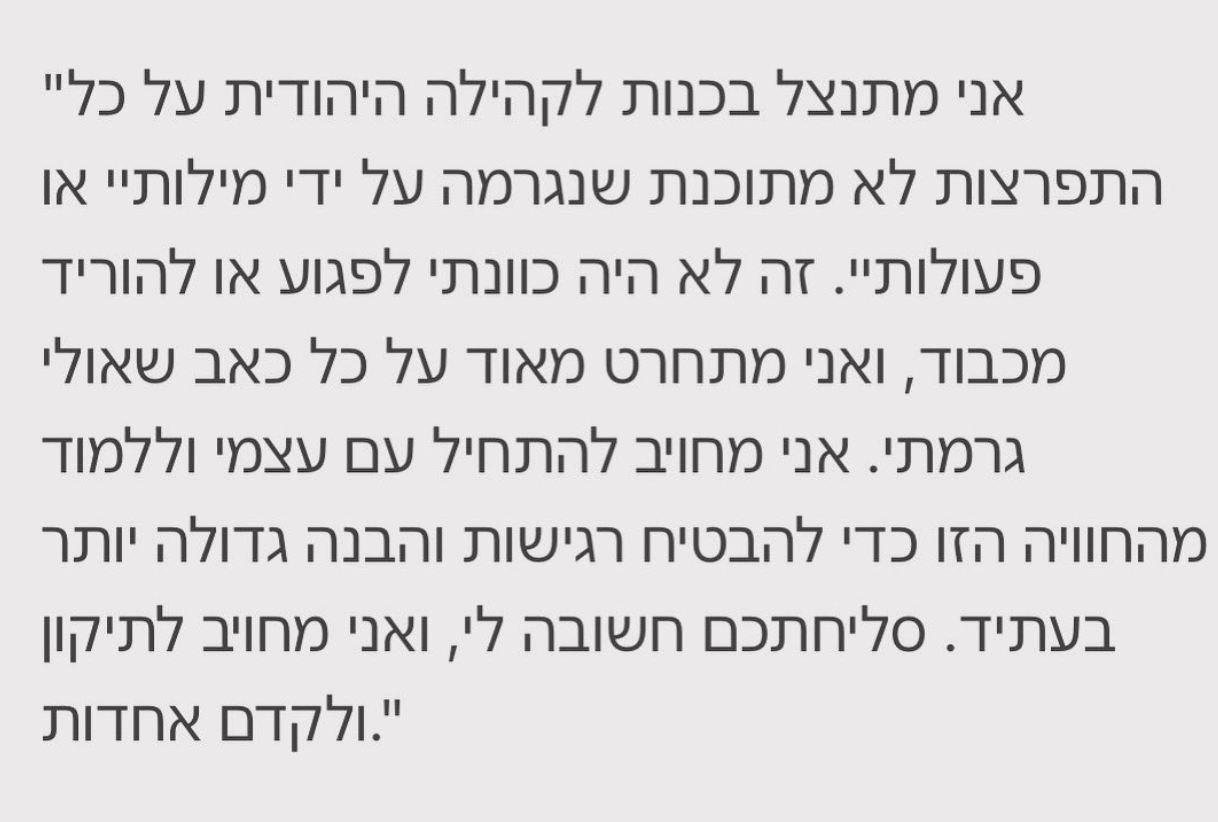 "אני מתנצל בכנות לקהילה היהודית על כל
התפרצות לא מתוכנת שנגרמה על ידי מילותיי או
פעולותיי. זה לא היה כוונתי לפגוע או להוריד
מכבוד, ואני מתחרט מאוד על כל כאב שאולי
גרמתי. אני מחויב להתחיל עם עצמי וללמוד
מהחוויה הזו כדי להבטיח רגישות והבנה גדולה יותר
בעתיד. סליחתכם חשובה לי, ואני מחויב לתיקון
ולקדם אחדות."